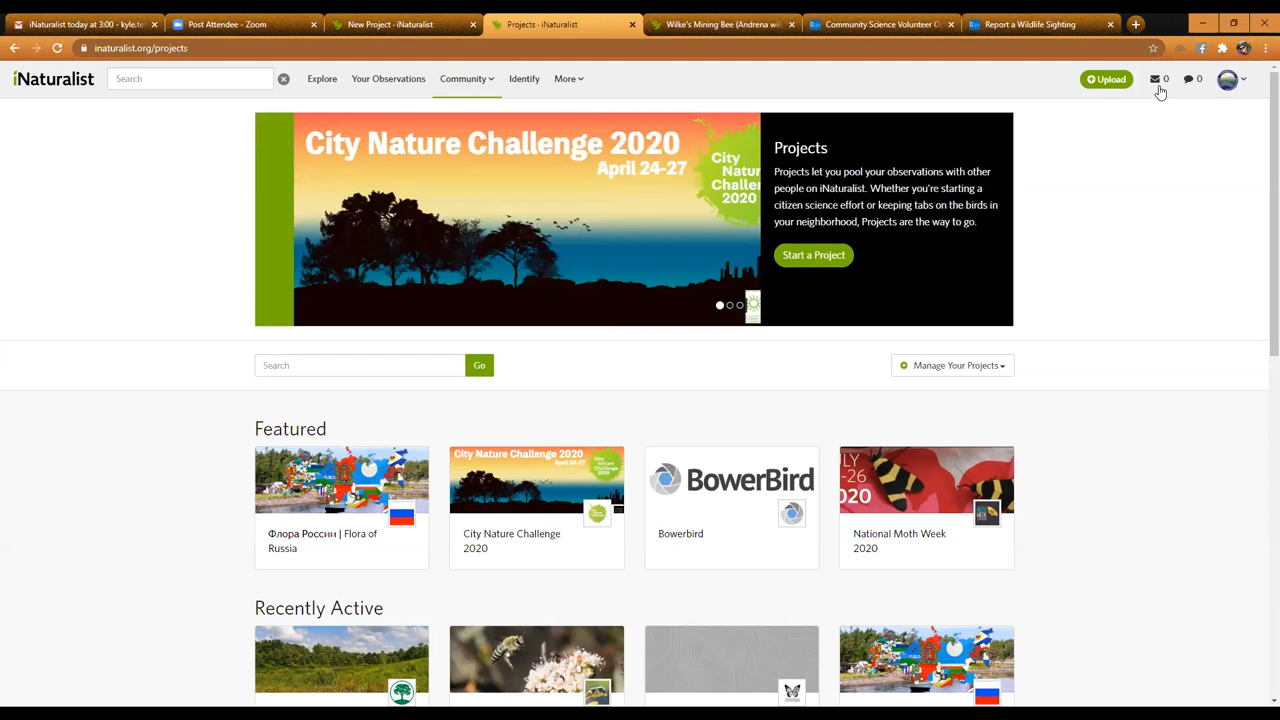 iNaturalist today at 3:00 - kyle.te
Post Attendee - Zoom
New Project · iNaturalist
Projects · iNaturalist
Wilke's Mining Bee (Andrena wil
Community Science Volunteer O
Report a Wildlife Sighting
inaturalist.org/projects
iNaturalist
Search
Explore
Your Observations
Community
Identify
More
Upload
0
0
City Nature Challenge 2020
April 24-27
City
Natur
Challe
2020
Projects
Projects let you pool your observations with other
people on iNaturalist. Whether you're starting a
citizen science effort or keeping tabs on the birds in
your neighborhood, Projects are the way to go.
Start a Project
Search
Go
Manage Your Projects
Featured
City Nature Challenge 2020
April 24-27
BowerBird
JULY
-26
2020
Флора России | Flora of
Russia
City Nature Challenge
2020
Bowerbird
National Moth Week
2020
Recently Active